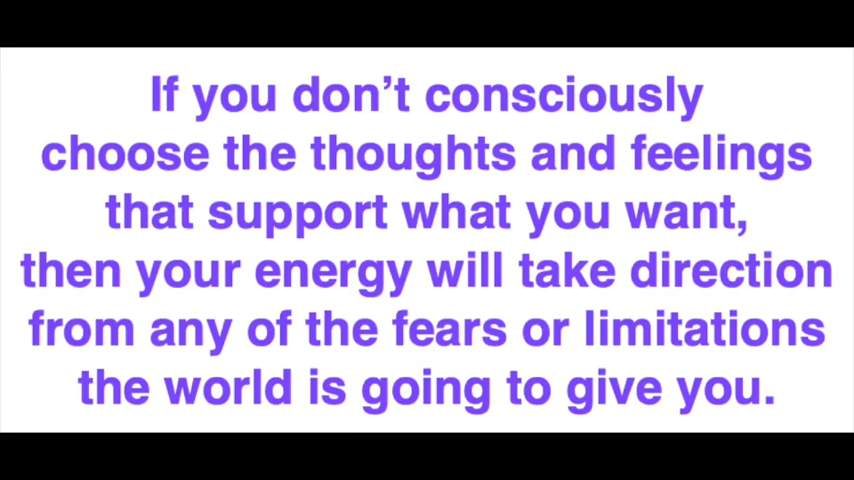 If you don’t consciously
choose the thoughts and feelings
that support what you want,
then your energy will take direction
from any of the fears or limitations
the world is going to give you.